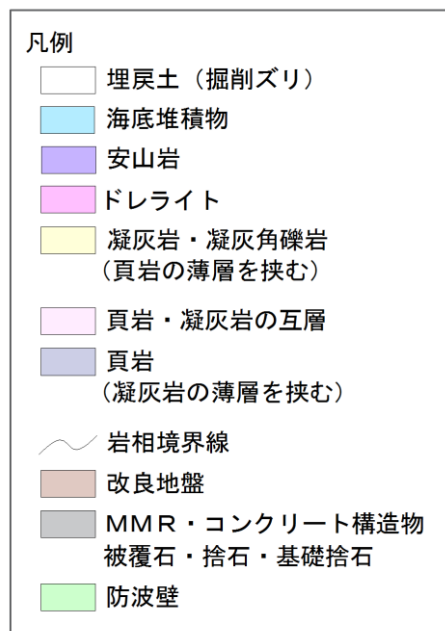 凡例
埋戻土（掘削ズリ）
海底堆積物
安山岩
ドレライト
凝灰岩・凝灰角礫岩
(頁岩の薄層を挟む)
頁岩・凝灰岩の互層
頁岩
(凝灰岩の薄層を挟む)
岩相境界線
改良地盤
ＭＭＲ・コンクリート構造物
被覆石・捨石・基礎捨石
防波壁